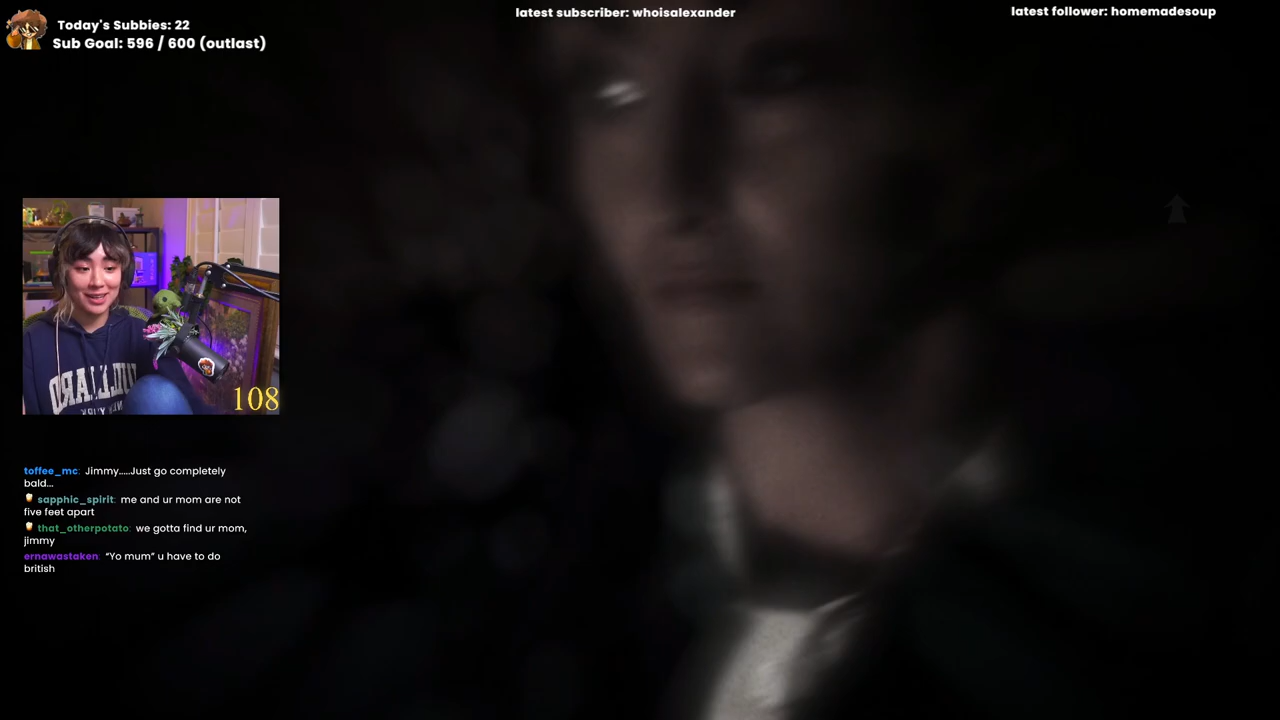 Today's Subbies: 22
Sub Goal: 596 / 600 (outlast)
latest subscriber: whoisalexander
latest follower: homemadesoup
108
toffee_mc: Jimmy.....Just go completely
bald...
sapphic_spirit: me and ur mom are not
five feet apart
that_otherpotato: we gotta find ur mom,
jimmy
ernawastaken: “Yo mum” u have to do
british